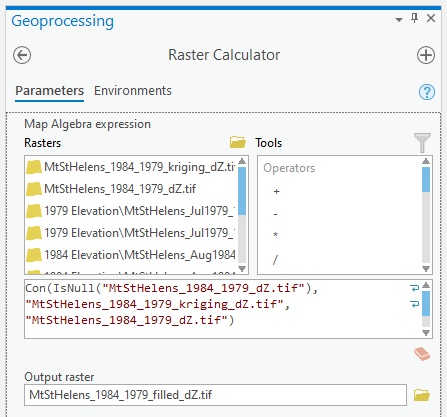 Geoprocessing
Raster Calculator
Parameters Environments
Map Algebra expression
Rasters
MtStHelens_1984_1979_kriging_dZ.tif
MtStHelens_1984_1979_dZ.tif
1979 Elevation\MtStHelens_Jul1979_
1979 Elevation\MtStHelens_Jul1979_
1984 Elevation\MtStHelens_Aug1984
Tools
Operators
+
-
*
/
Con(IsNull("MtStHelens_1984_1979_dZ.tif"),
"MtStHelens_1984_1979_kriging_dZ.tif",
"MtStHelens_1984_1979_dZ.tif")
Output raster
MtStHelens_1984_1979_filled_dZ.tif